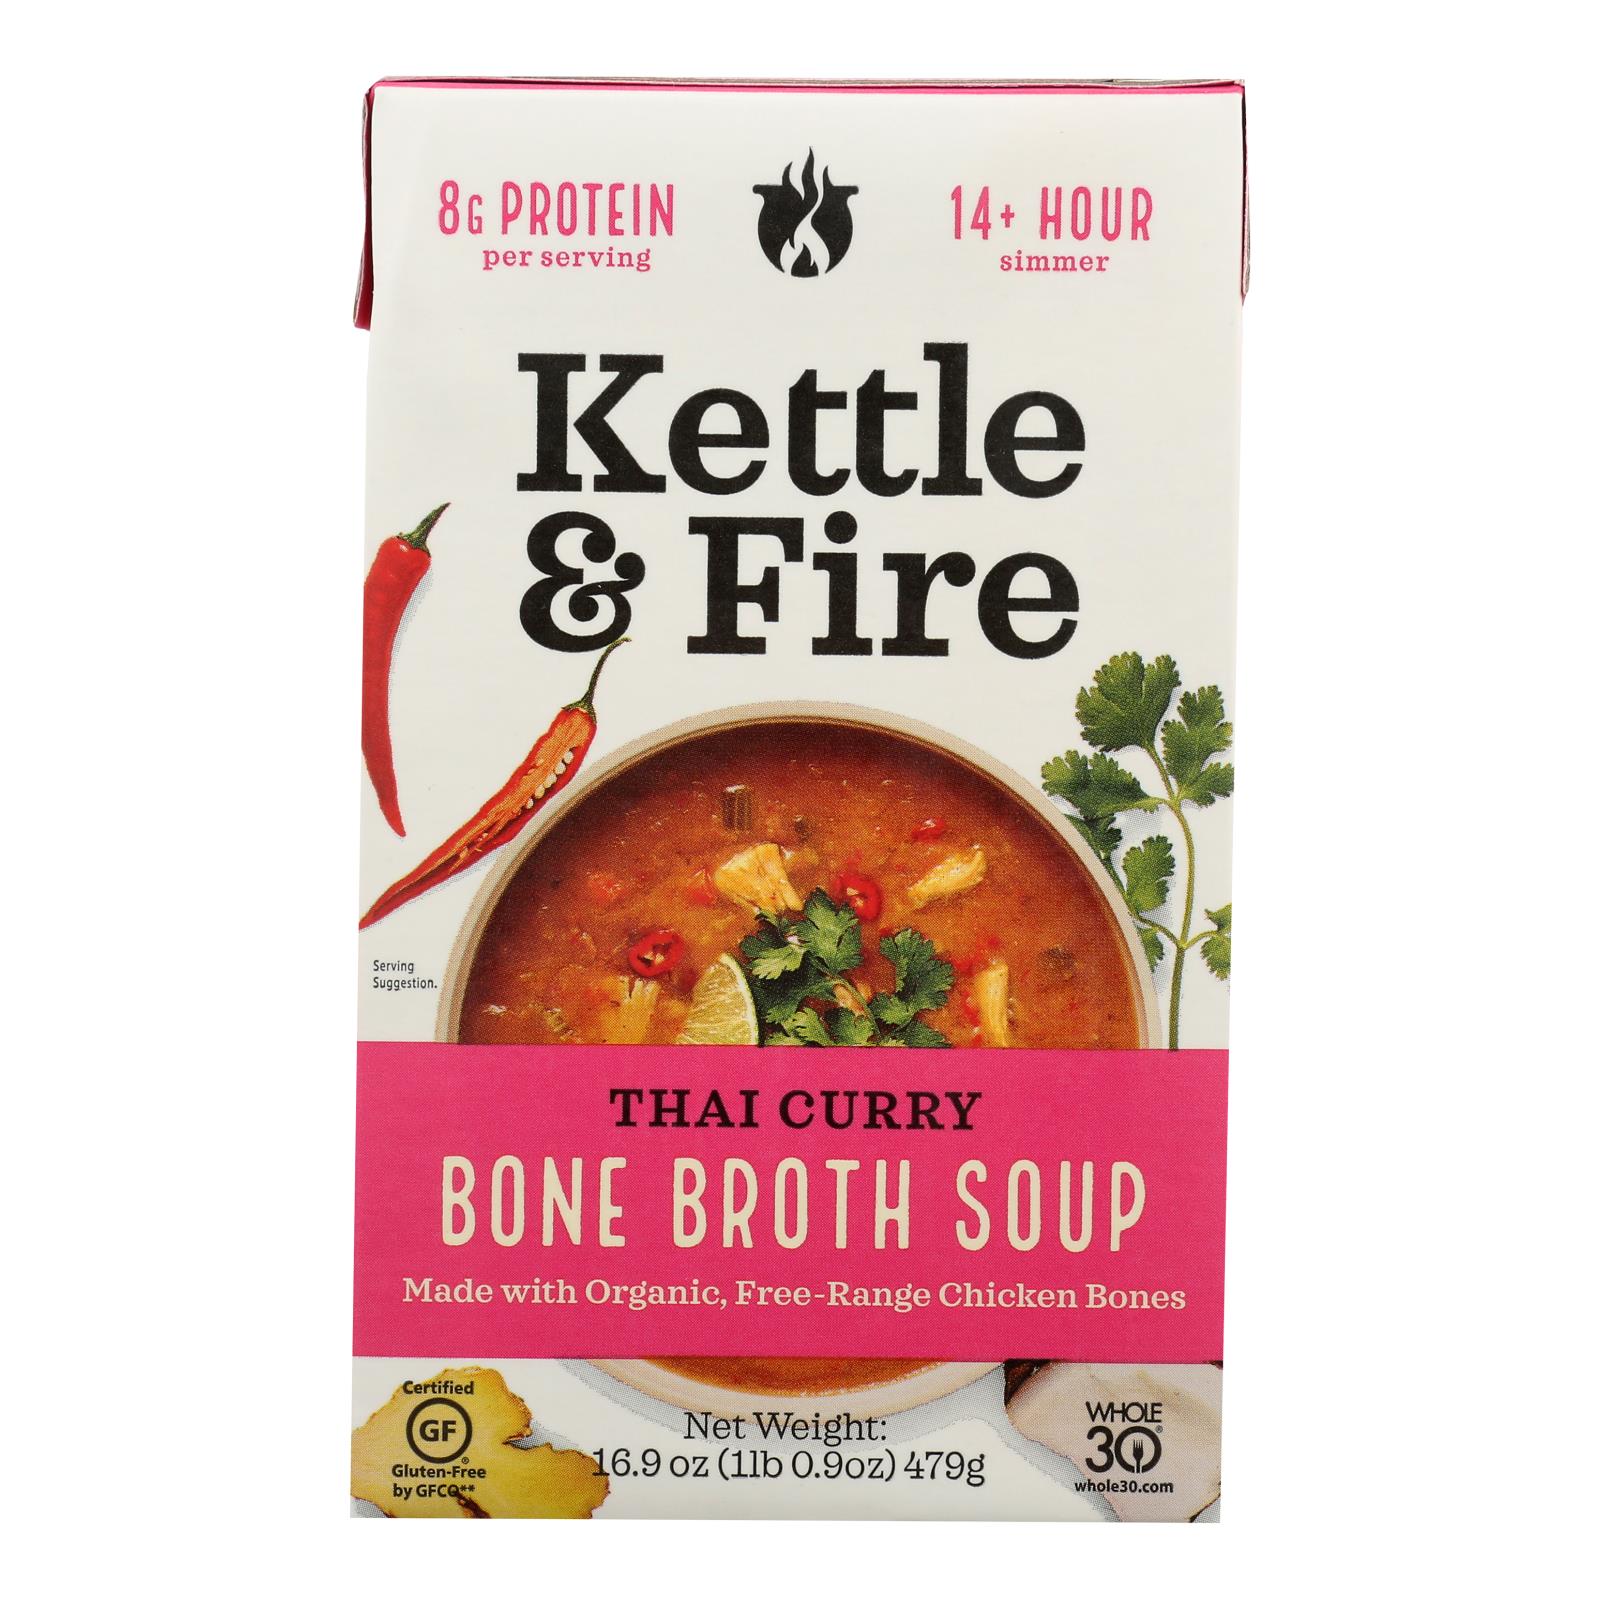 8G PROTEIN
per serving
14+ HOUR
simmer
Kettle
& Fire
Serving
Suggestion.
THAI CURRY
BONE BROTH SOUP
Made with Organic, Free-Range Chicken Bones
Certified
GF
®
Gluten-Free
by GFCO**
Net Weight:
16.9 oz (1lb 0.9oz) 479g
WHOLE
30®
whole30.com